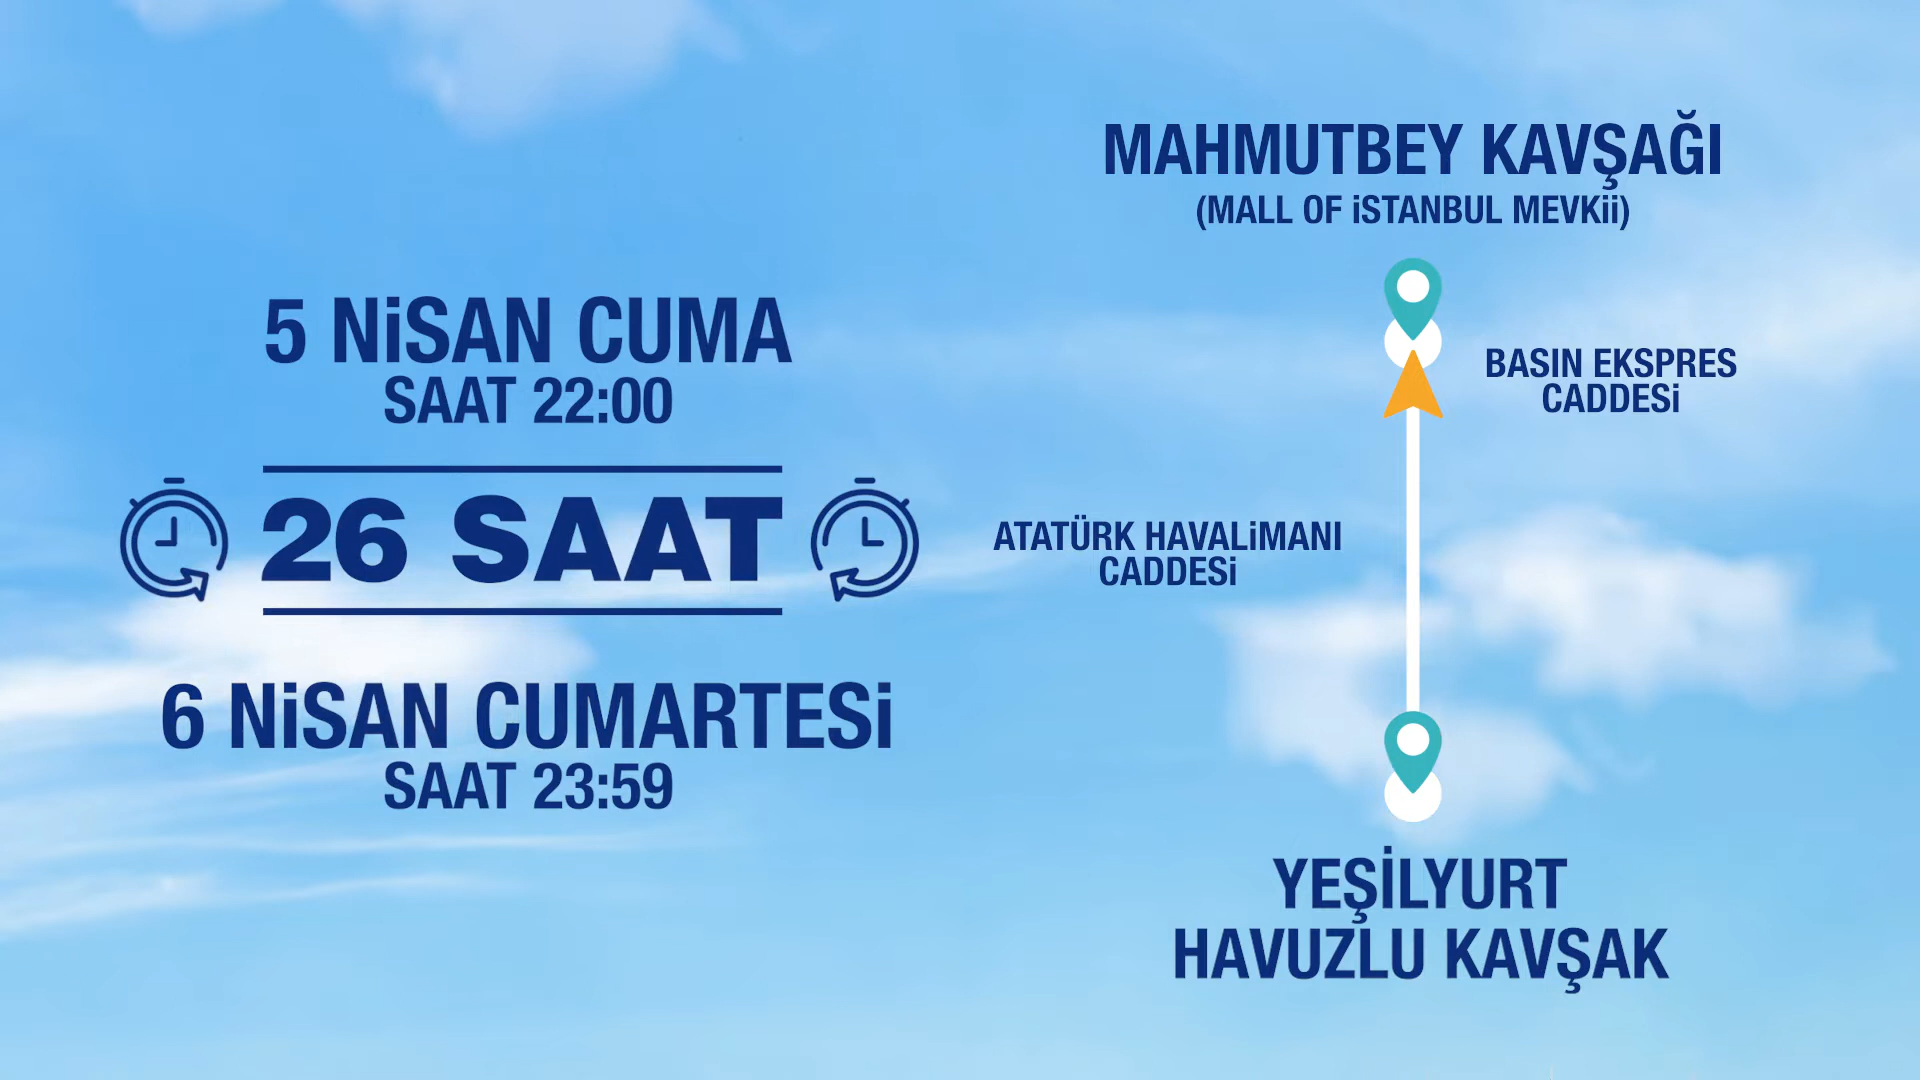 5 NiSAN CUMA
SAAT 22:00
26 SAAT
6 NiSAN CUMARTESi
SAAT 23:59
MAHMUTBEY KAVŞAĞI
(MALL OF iSTANBUL MEVKii)
BASIN EKSPRES
CADDESi
ATATÜRK HAVALiMANI
CADDESi
YEŞİLYURT
HAVUZLU KAVŞAK